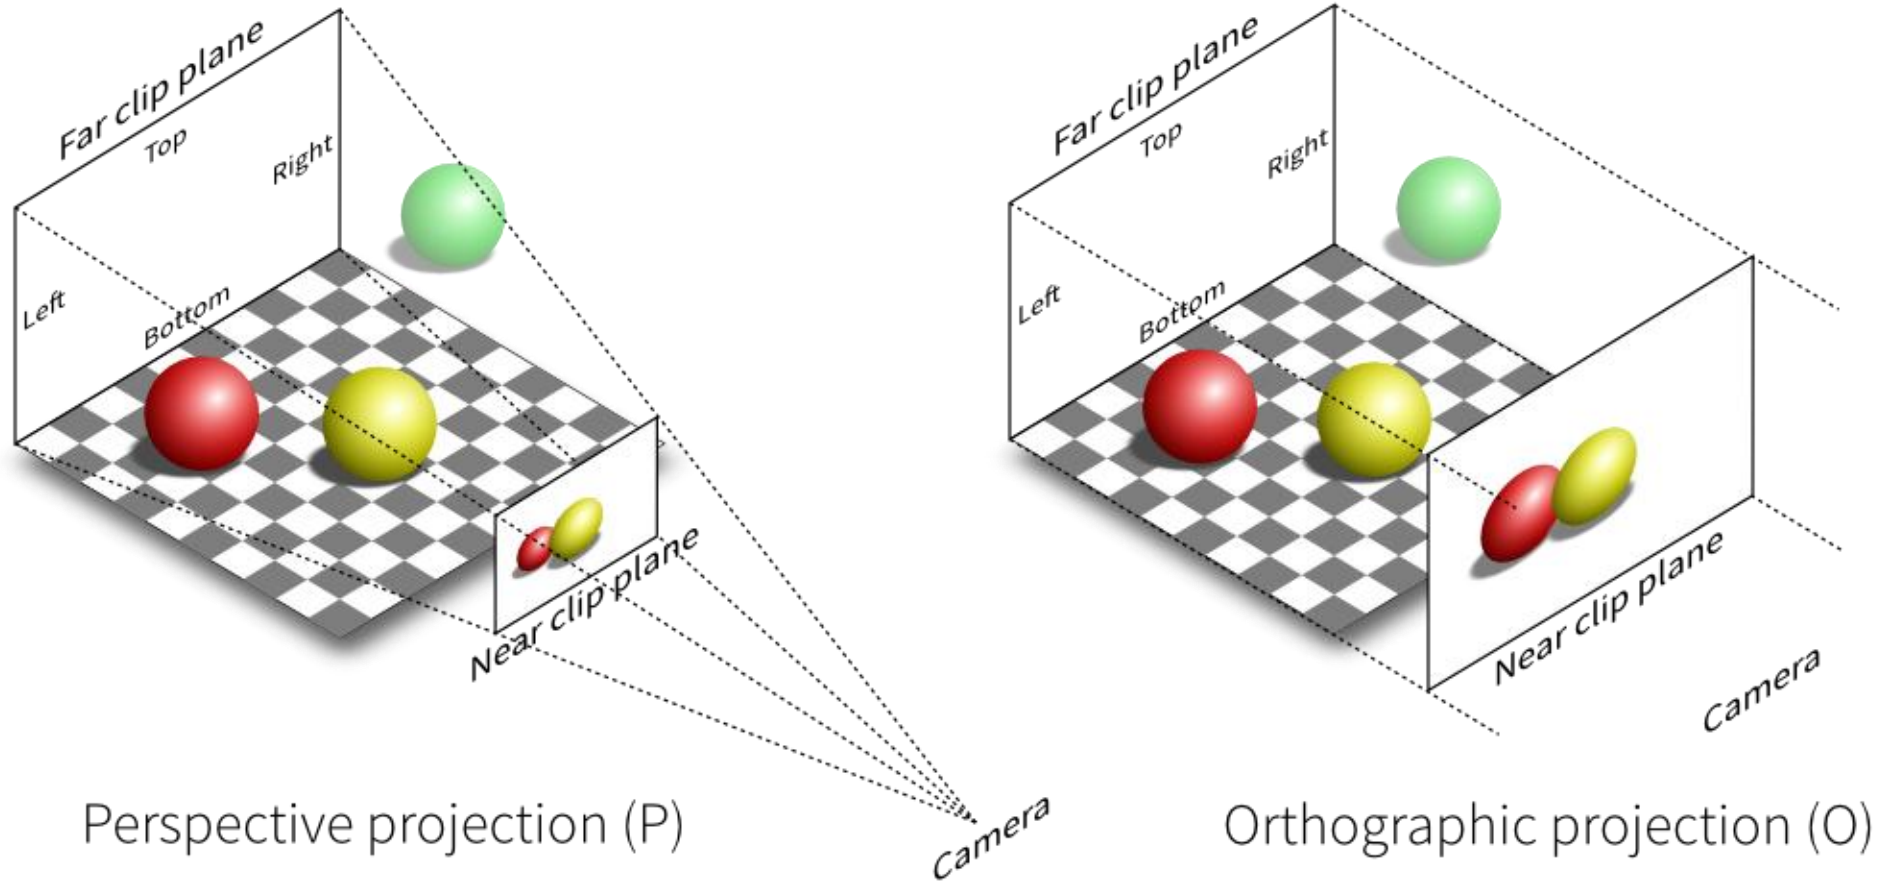 Far clip plane
Top
Right
Left
Bottom
Near clip plane
Camera
Perspective projection (P)
Far clip plane
Top
Right
Left
Bottom
Near clip plane
Camera
Orthographic projection (O)